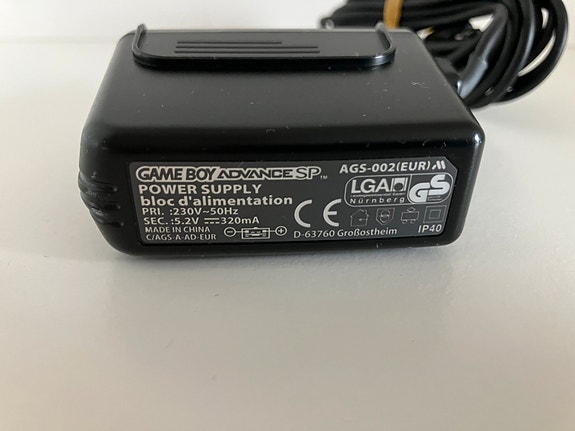 GAME BOY ADVANCE SP™
AGS-002(EUR)
POWER SUPPLY
bloc d'alimentation
PRI. :230V~50Hz
SEC. :5.2V⎓320mA
MADE IN CHINA
C/AGS-A-AD-EUR
CE
LGA
Nürnberg
GS
D-63760 Großostheim
IP40